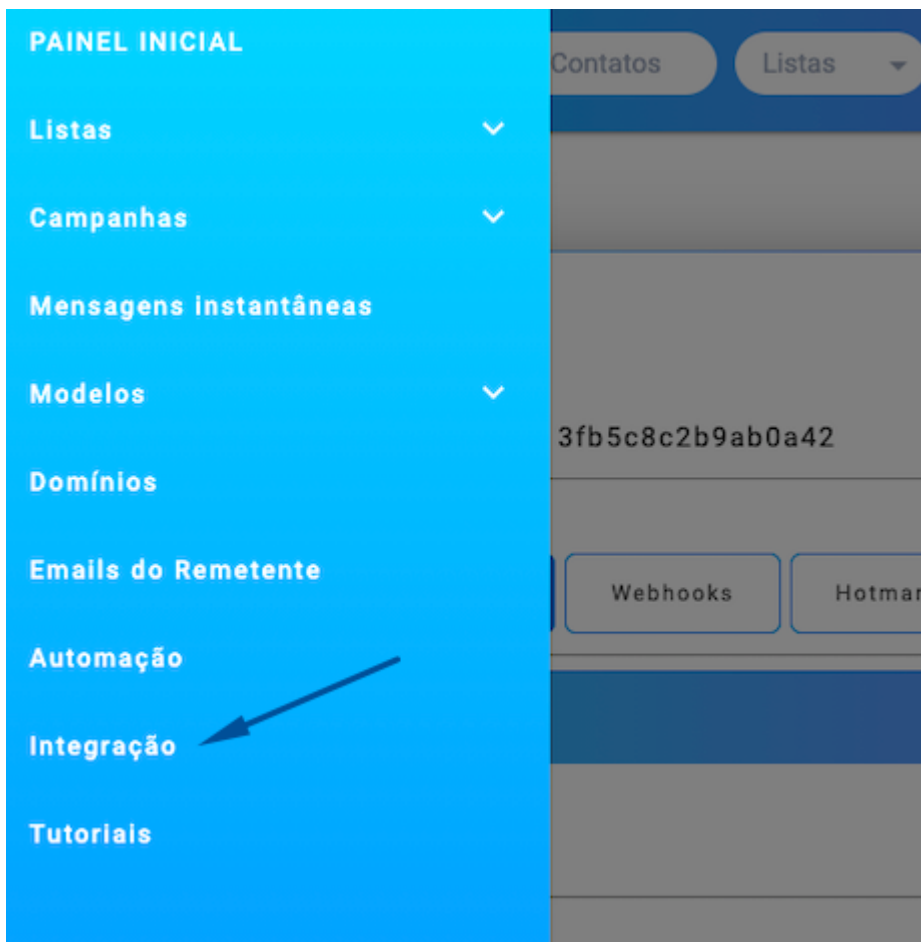 PAINEL INICIAL
Contatos
Listas
Listas
Campanhas
Mensagens instantâneas
Modelos
3fb5c8c2b9ab0a42
Domínios
Emails do Remetente
Webhooks
Hotmar
Automação
Integração
Tutoriais